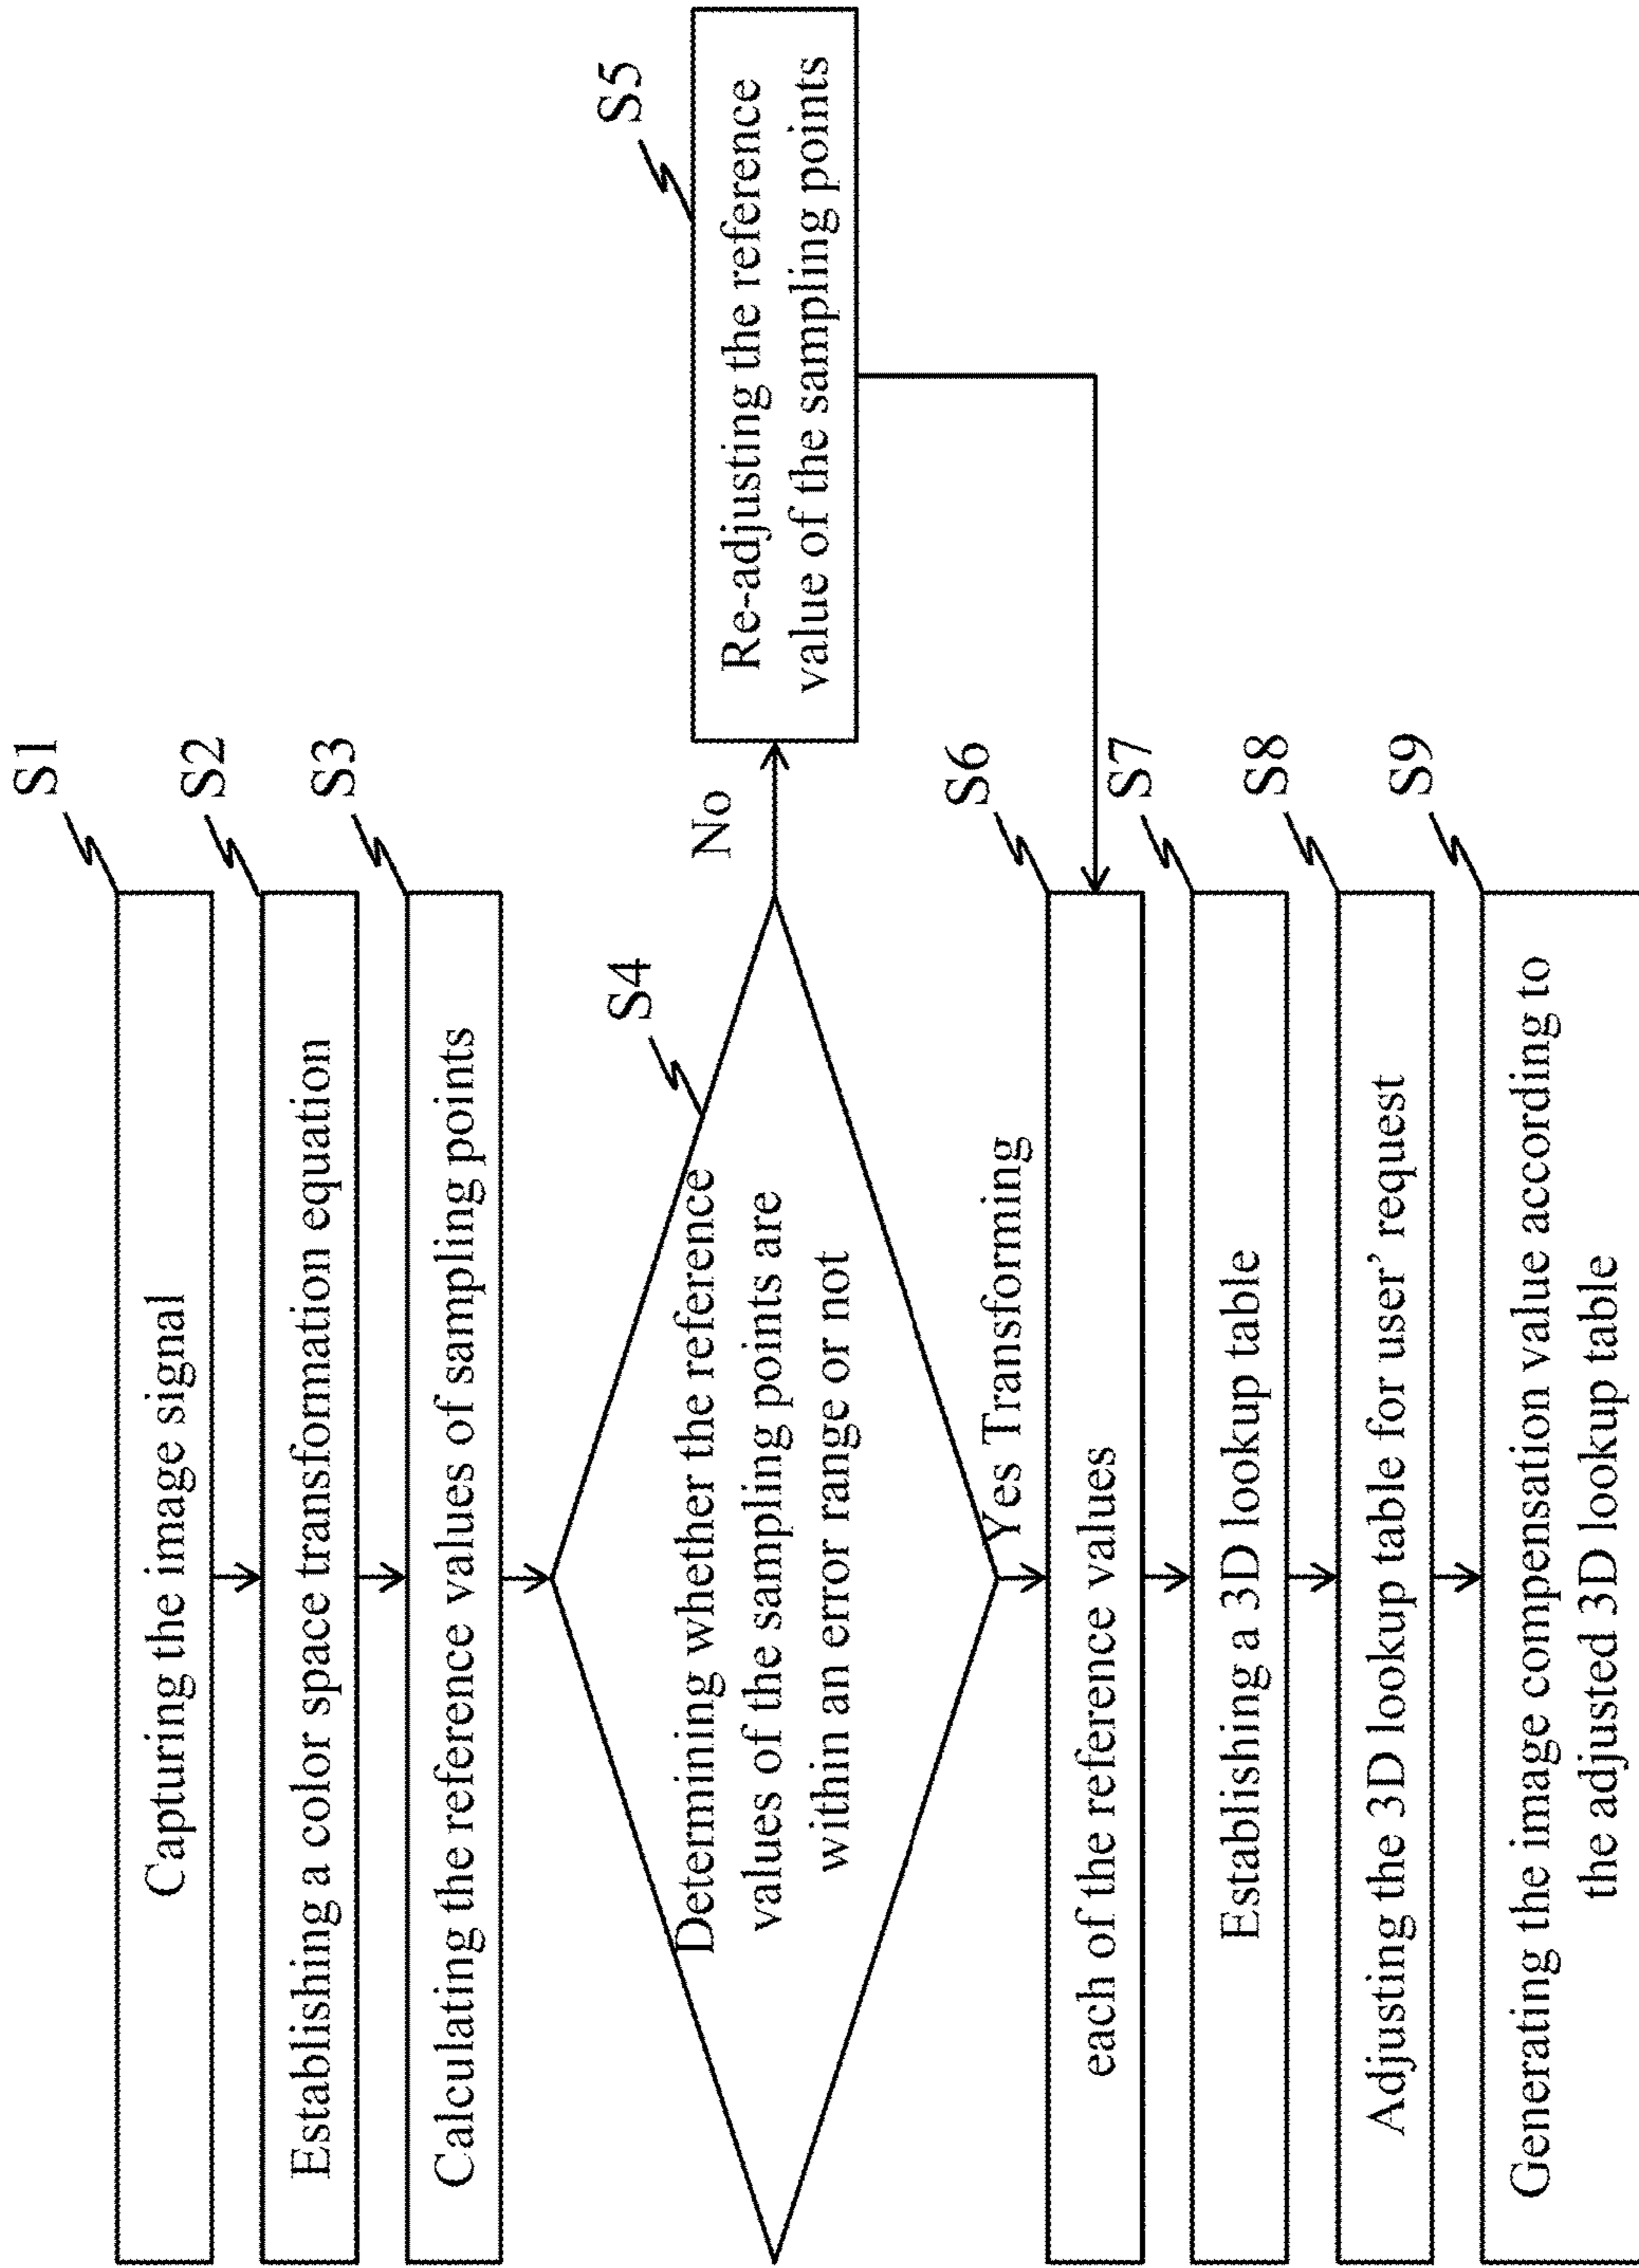 S1
Capturing the image signal
S2
Establishing a color space transformation equation
S3
Calculating the reference values of sampling points
S4
Determining whether the reference
values of the sampling points are
within an error range or not
No
S5
Re-adjusting the reference
value of the sampling points
Yes Transforming
S6
each of the reference values
S7
Establishing a 3D lookup table
S8
Adjusting the 3D lookup table for user' request
S9
Generating the image compensation value according to
the adjusted 3D lookup table